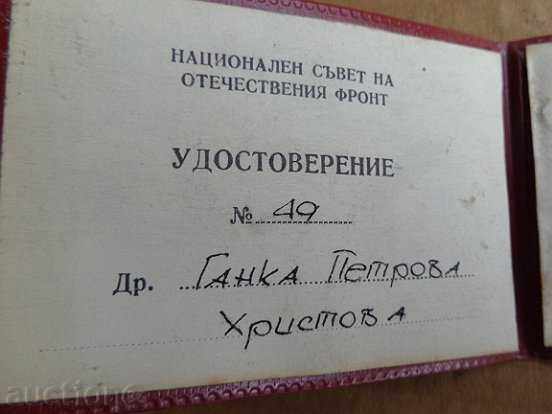 НАЦИОНАЛЕН СЪВЕТ НА
ОТЕЧЕСТВЕНИЯ ФРОНТ
УДОСТОВЕРЕНИЕ
№ 49
Др. Ганка Петрова
Христова